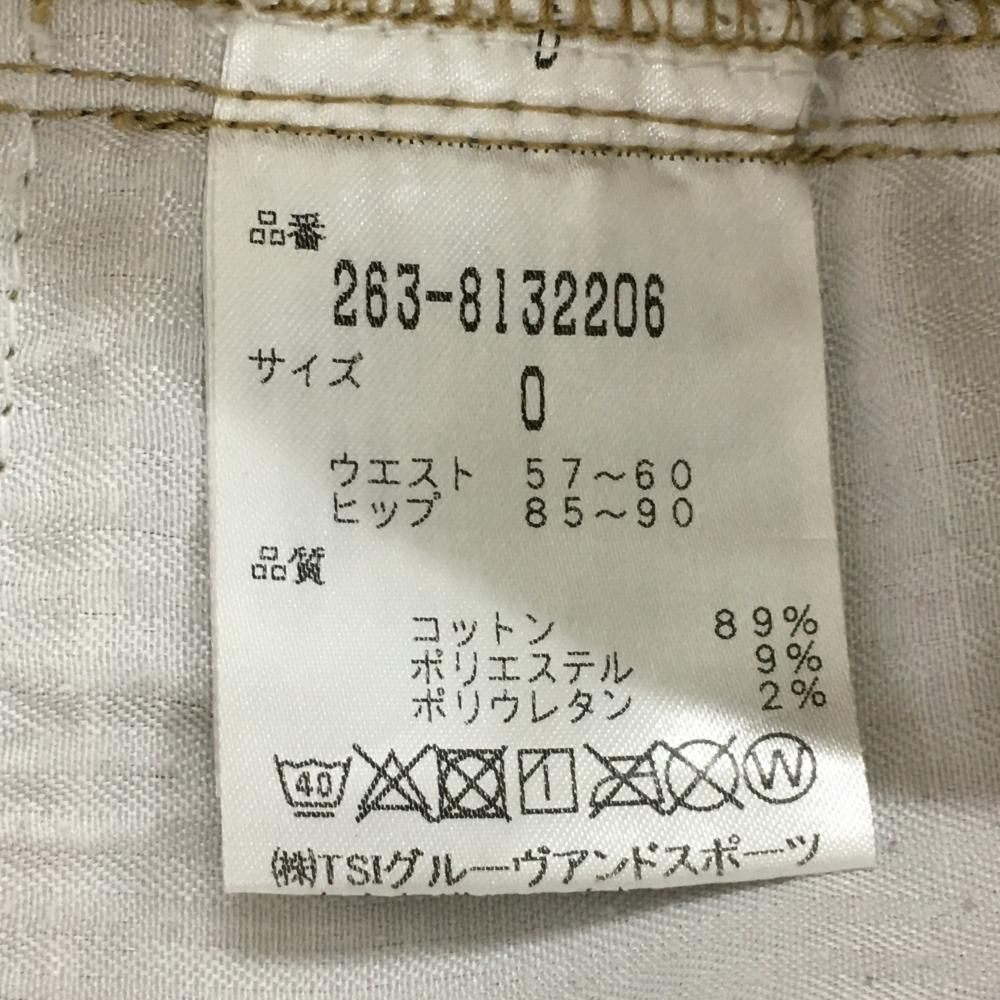 0
品番
263-8132206
サイズ
0
ウエスト 57～60
ヒップ 85～90
品質
コットン 89%
ポリエステル 9%
ポリウレタン 2%
40 W
㈱TSIグルーヴアンドスポーツ